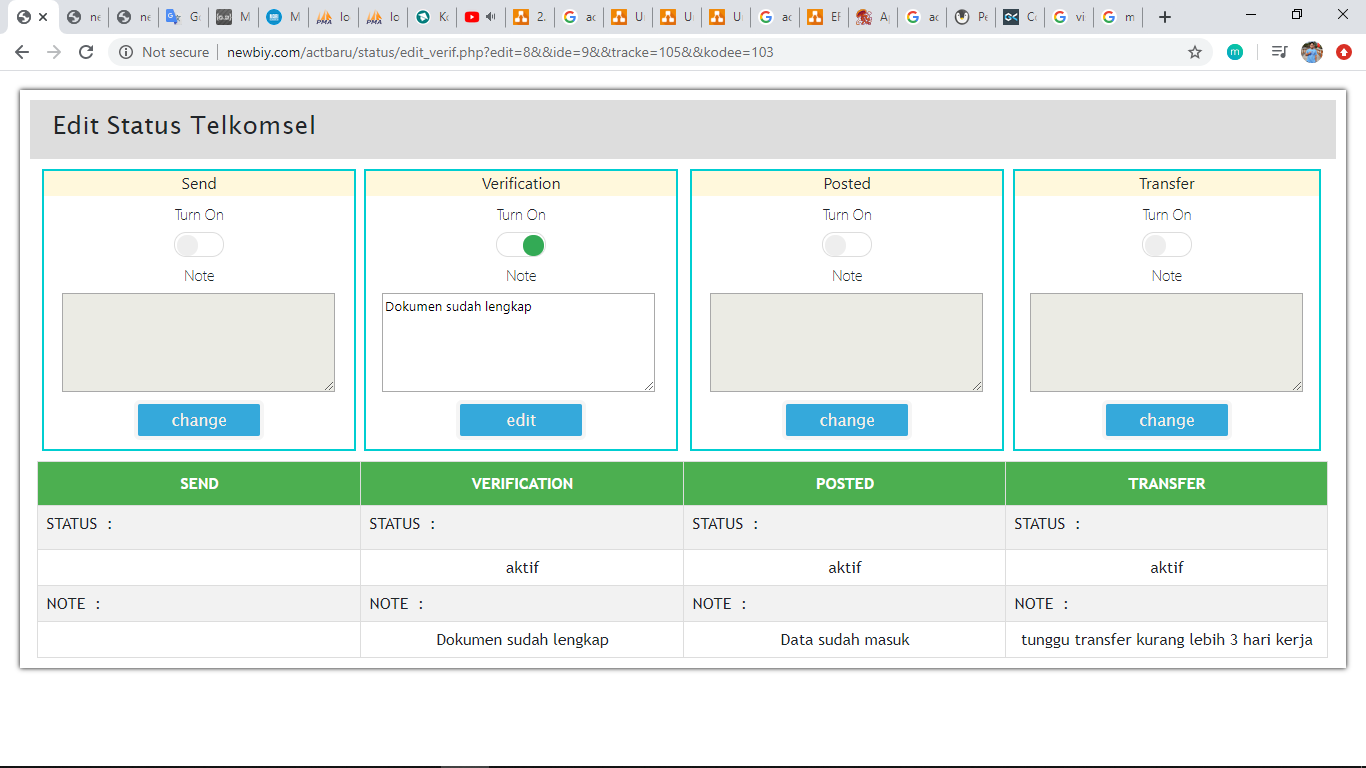 ne
ne
Go
M
M
lo
lo
Ko
2.
ac
U
U
U
ac
EF
A
ac
Pe
Co
vi
m
Not secure
newbiy.com/actbaru/status/edit_verif.php?edit=8&&ide=9&&tracke=105&&kodee=103
m
Edit Status Telkomsel
Send
Verification
Posted
Transfer
Turn On
Turn On
Turn On
Turn On
Note
Note
Note
Note
Dokumen sudah lengkap
change
edit
change
change
SEND
VERIFICATION
POSTED
TRANSFER
STATUS :
STATUS :
STATUS :
STATUS :
aktif
aktif
aktif
NOTE :
NOTE :
NOTE :
NOTE :
Dokumen sudah lengkap
Data sudah masuk
tunggu transfer kurang lebih 3 hari kerja